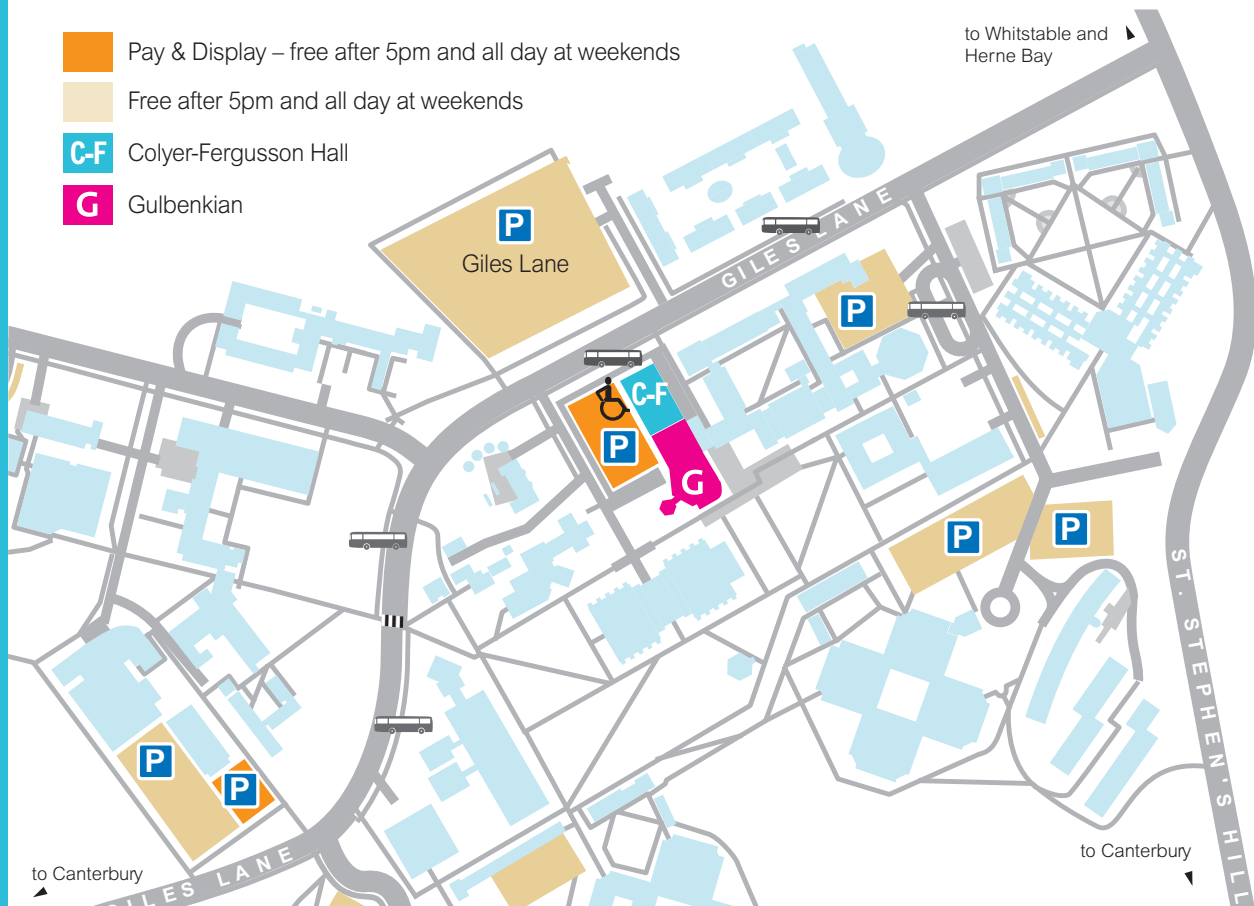 Pay & Display – free after 5pm and all day at weekends
Free after 5pm and all day at weekends
C-F Colyer-Fergusson Hall
G Gulbenkian
to Whitstable and
Herne Bay
P
Giles Lane
GILES LANE
P
C-F
P
G
P
P
ST. STEPHEN'S HILL
P
P
to Canterbury
GILES LANE
to Canterbury